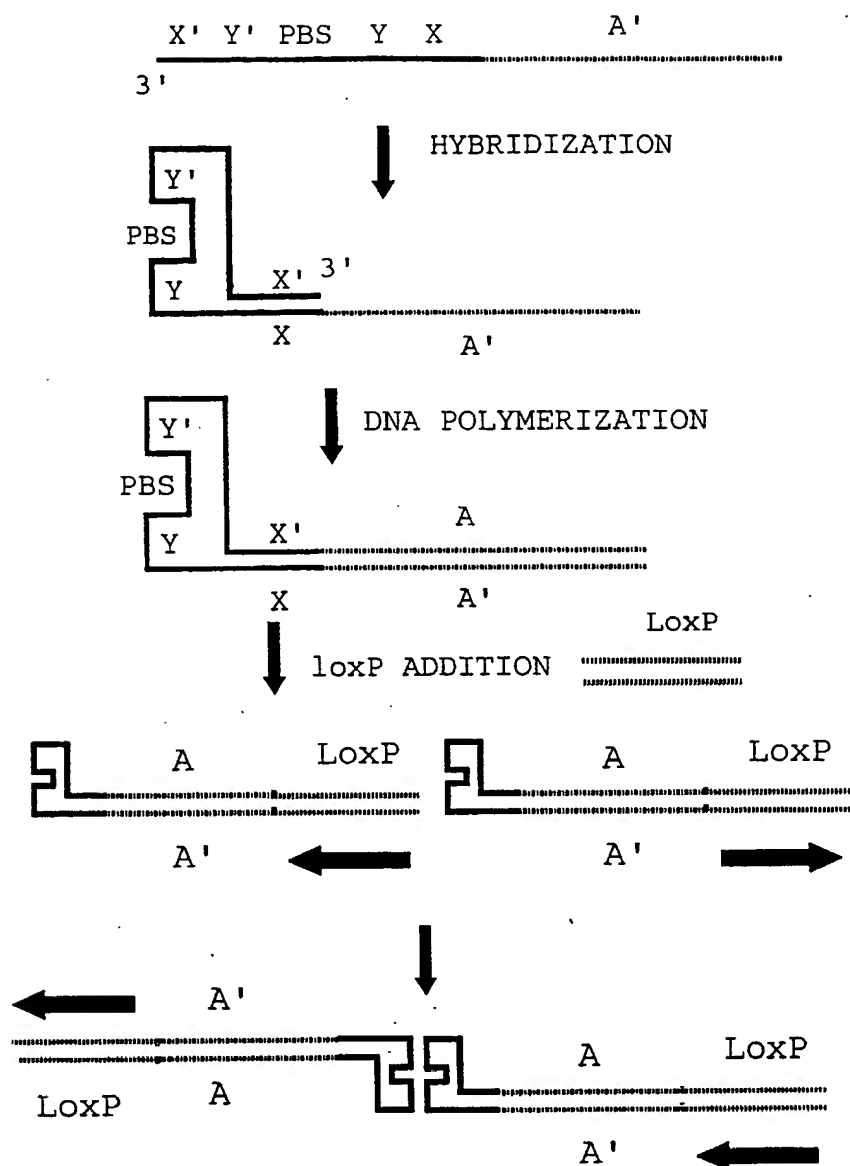 X' Y' PBS Y X A'
3'
HYBRIDIZATION
Y'
PBS
Y X' 3'
X A'
DNA POLYMERIZATION
Y'
PBS A
Y X'
X A'
LoxP
loxP ADDITION
A LoxP A LoxP
A' A'
A'
A LoxP
LoxP A
A'